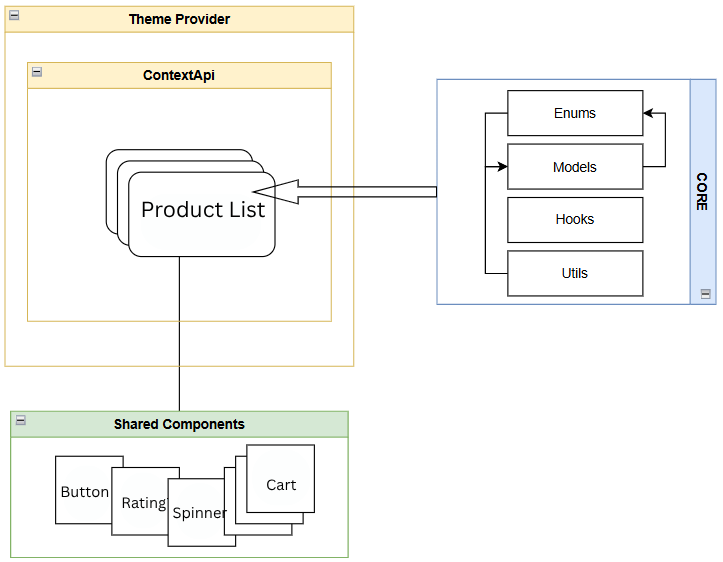 Theme Provider
ContextApi
Product List
Enums
Models
Hooks
Utils
CORE
Shared Components
Button
Rating
Spinner
Cart